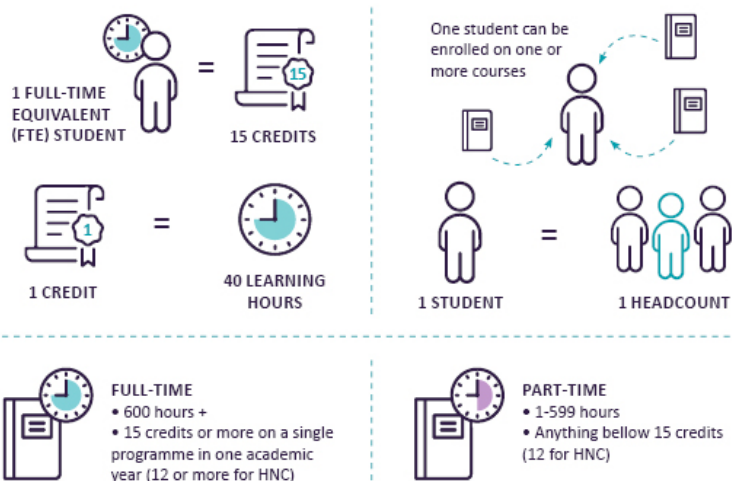 1 FULL-TIME
EQUIVALENT
(FTE) STUDENT
=
15
15 CREDITS
1
1 CREDIT
=
40 LEARNING
HOURS
One student can be
enrolled on one or
more courses
1 STUDENT
=
1 HEADCOUNT
FULL-TIME
• 600 hours +
• 15 credits or more on a single
programme in one academic
year (12 or more for HNC)
PART-TIME
• 1-599 hours
• Anything bellow 15 credits
(12 for HNC)